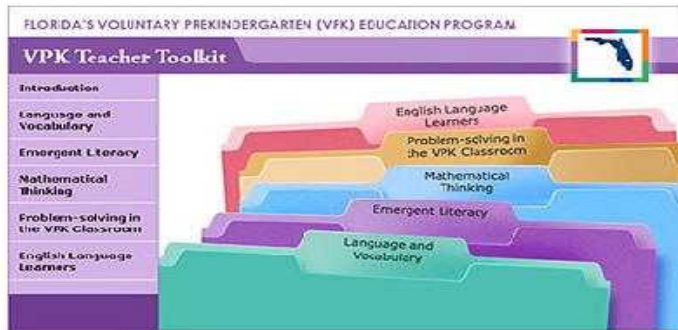 FLORIDA'S VOLUNTARY PREKINDERGARTEN (VPK) EDUCATION PROGRAM
VPK Teacher Toolkit
Introduction
Language and
Vocabulary
Emergent Literacy
Mathematical
Thinking
Problem-solving in
the VPK Classroom
English Language
Learners
English Language
Learners
Problem-solving in
the VPK Classroom
Mathematical
Thinking
Emergent Literacy
Language and
Vocabulary